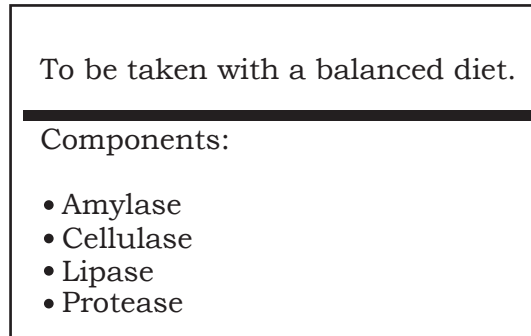 To be taken with a balanced diet.
Components:
• Amylase
• Cellulase
• Lipase
• Protease